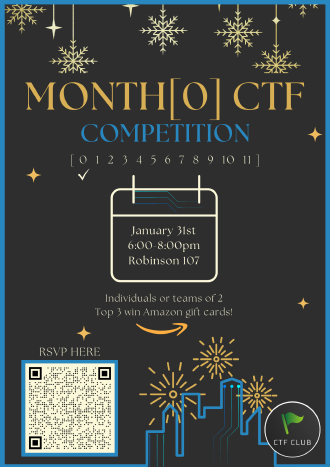 MONTH[0] CTF
COMPETITION
[ 0 1 2 3 4 5 6 7 8 9 10 11 ]
January 31st
6:00-8:00pm
Robinson 107
Individuals or teams of 2
Top 3 win Amazon gift cards!
RSVP HERE
CTF CLUB